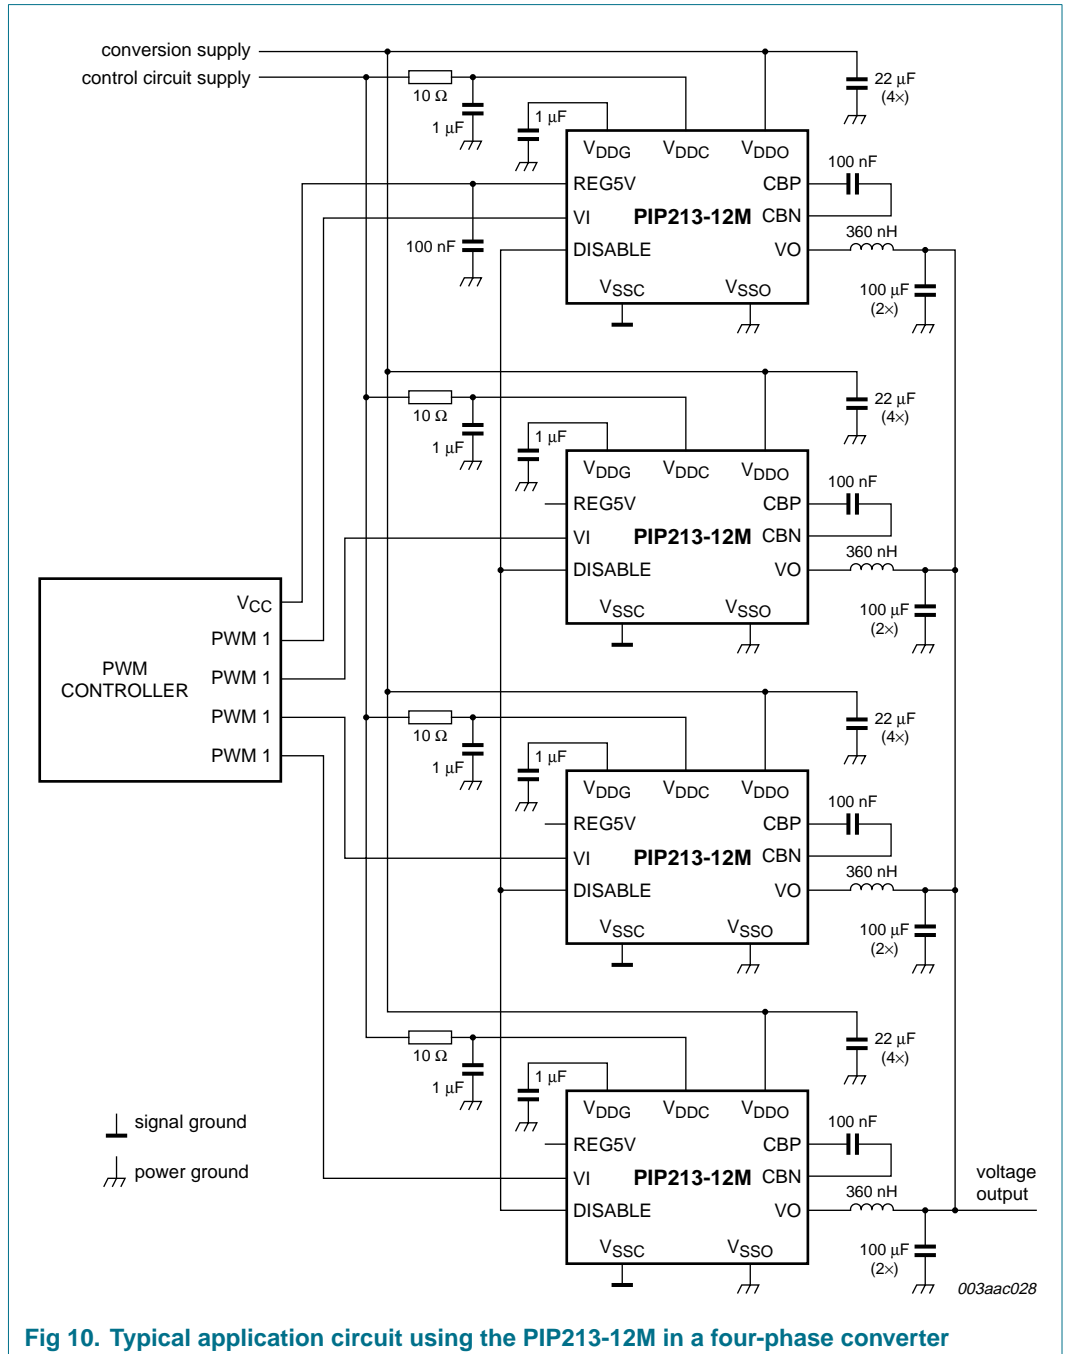 conversion supply
control circuit supply
10 Ω
1 μF
1 μF
22 μF
(4×)
VDDG VDDC VDDO
100 nF
REG5V CBP
VI PIP213-12M CBN
360 nH
100 nF
DISABLE VO
VSSC VSSO
100 μF
(2×)
10 Ω
1 μF
1 μF
22 μF
(4×)
VDDG VDDC VDDO
100 nF
REG5V CBP
VI PIP213-12M CBN
360 nH
DISABLE VO
VSSC VSSO
100 μF
(2×)
VCC
PWM 1
PWM CONTROLLER
PWM 1
PWM 1
PWM 1
10 Ω
1 μF
1 μF
22 μF
(4×)
VDDG VDDC VDDO
100 nF
REG5V CBP
VI PIP213-12M CBN
360 nH
DISABLE VO
VSSC VSSO
100 μF
(2×)
10 Ω
1 μF
1 μF
22 μF
(4×)
VDDG VDDC VDDO
100 nF
REG5V CBP
VI PIP213-12M CBN
360 nH
DISABLE VO
VSSC VSSO
100 μF
(2×)
signal ground
power ground
voltage
output
003aac028
Fig 10. Typical application circuit using the PIP213-12M in a four-phase converter